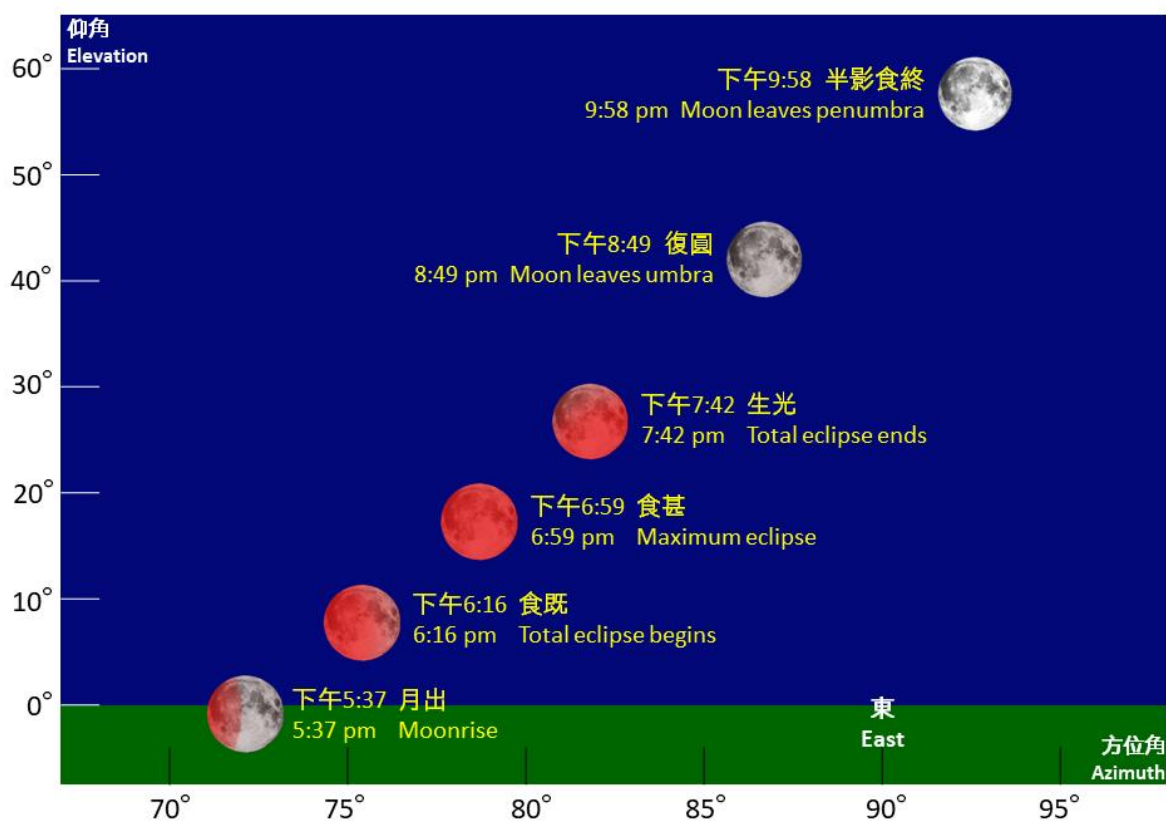 仰角
Elevation
60°
下午9:58 半影食終
9:58 pm Moon leaves penumbra
50°
下午8:49 復圓
8:49 pm Moon leaves umbra
40°
30°
下午7:42 生光
7:42 pm Total eclipse ends
20°
下午6:59 食甚
6:59 pm Maximum eclipse
10°
下午6:16 食既
6:16 pm Total eclipse begins
0°
下午5:37 月出
5:37 pm Moonrise
東
East
方位角
Azimuth
70° 75° 80° 85° 90° 95°